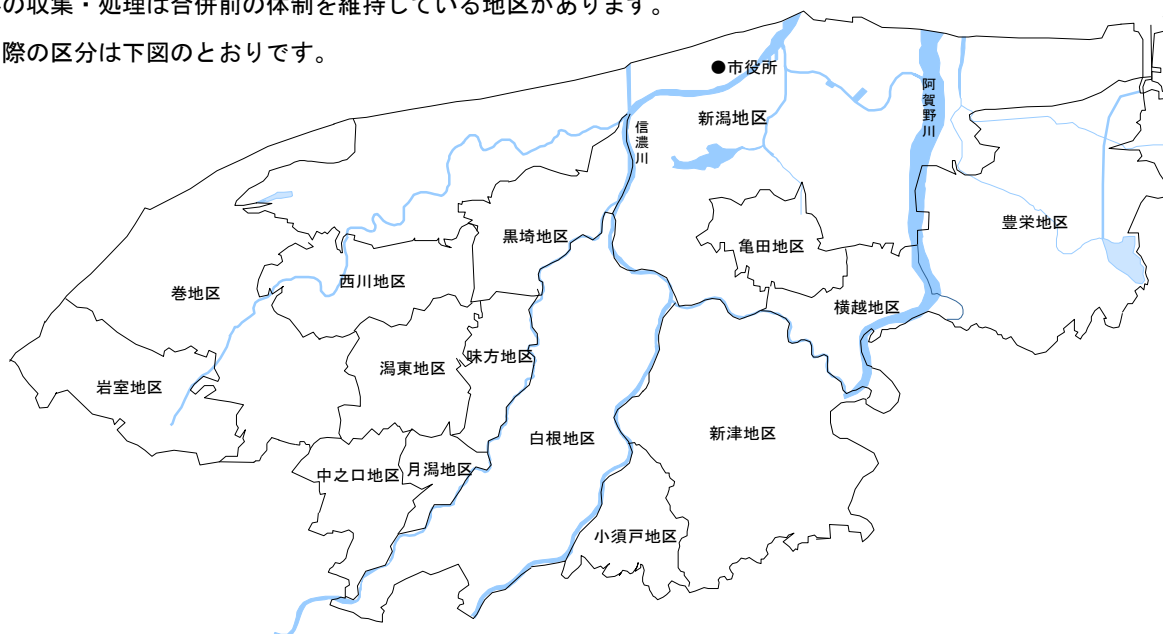 の収集・処理は合併前の体制を維持している地区があります。
際の区分は下図のとおりです。
●市役所
阿賀野川
新潟地区
信濃川
豊栄地区
黒埼地区
亀田地区
西川地区
巻地区
横越地区
味方地区
潟東地区
岩室地区
新津地区
白根地区
月潟地区
中之口地区
小須戸地区